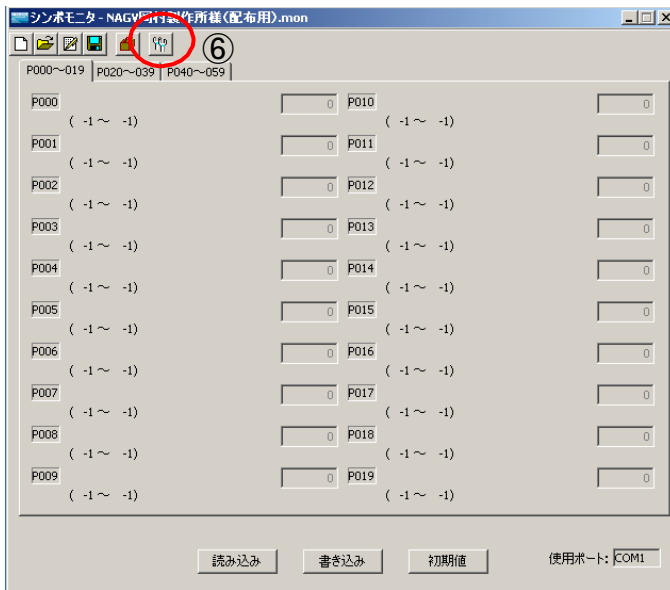 シンポモニタ - NAGV岡村製作所様(配布用).mon
⑥
P000～019 P020～039 P040～059
P000 0 P010 0
( -1～ -1) ( -1～ -1)
P001 0 P011 0
( -1～ -1) ( -1～ -1)
P002 0 P012 0
( -1～ -1) ( -1～ -1)
P003 0 P013 0
( -1～ -1) ( -1～ -1)
P004 0 P014 0
( -1～ -1) ( -1～ -1)
P005 0 P015 0
( -1～ -1) ( -1～ -1)
P006 0 P016 0
( -1～ -1) ( -1～ -1)
P007 0 P017 0
( -1～ -1) ( -1～ -1)
P008 0 P018 0
( -1～ -1) ( -1～ -1)
P009 0 P019 0
( -1～ -1) ( -1～ -1)
読み込み 書き込み 初期値 使用ポート: COM1